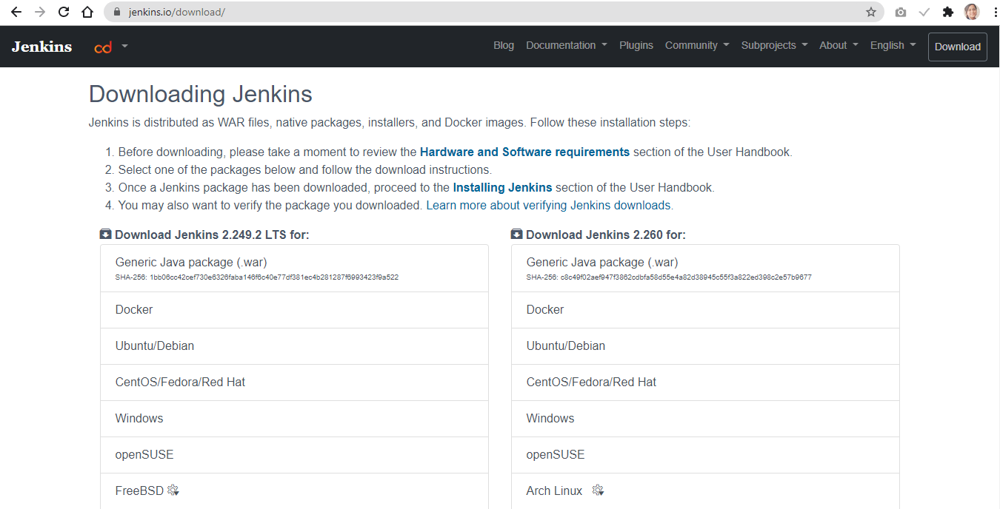 jenkins.io/download/
Jenkins cd Blog Documentation Plugins Community Subprojects About English Download
Downloading Jenkins
Jenkins is distributed as WAR files, native packages, installers, and Docker images. Follow these installation steps:
1. Before downloading, please take a moment to review the Hardware and Software requirements section of the User Handbook.
2. Select one of the packages below and follow the download instructions.
3. Once a Jenkins package has been downloaded, proceed to the Installing Jenkins section of the User Handbook.
4. You may also want to verify the package you downloaded. Learn more about verifying Jenkins downloads.
Download Jenkins 2.249.2 LTS for:
Generic Java package (.war)
SHA-256: 1bb06cc42cef730e6326faba146f6c40e77df381ec4b281287f6993423f9a522
Docker
Ubuntu/Debian
CentOS/Fedora/Red Hat
Windows
openSUSE
FreeBSD
Download Jenkins 2.260 for:
Generic Java package (.war)
SHA-256: c8c49f02aef947f3862cdbfa58d55e4a82d38945c55f3a822ed398c2e57b9677
Docker
Ubuntu/Debian
CentOS/Fedora/Red Hat
Windows
openSUSE
Arch Linux